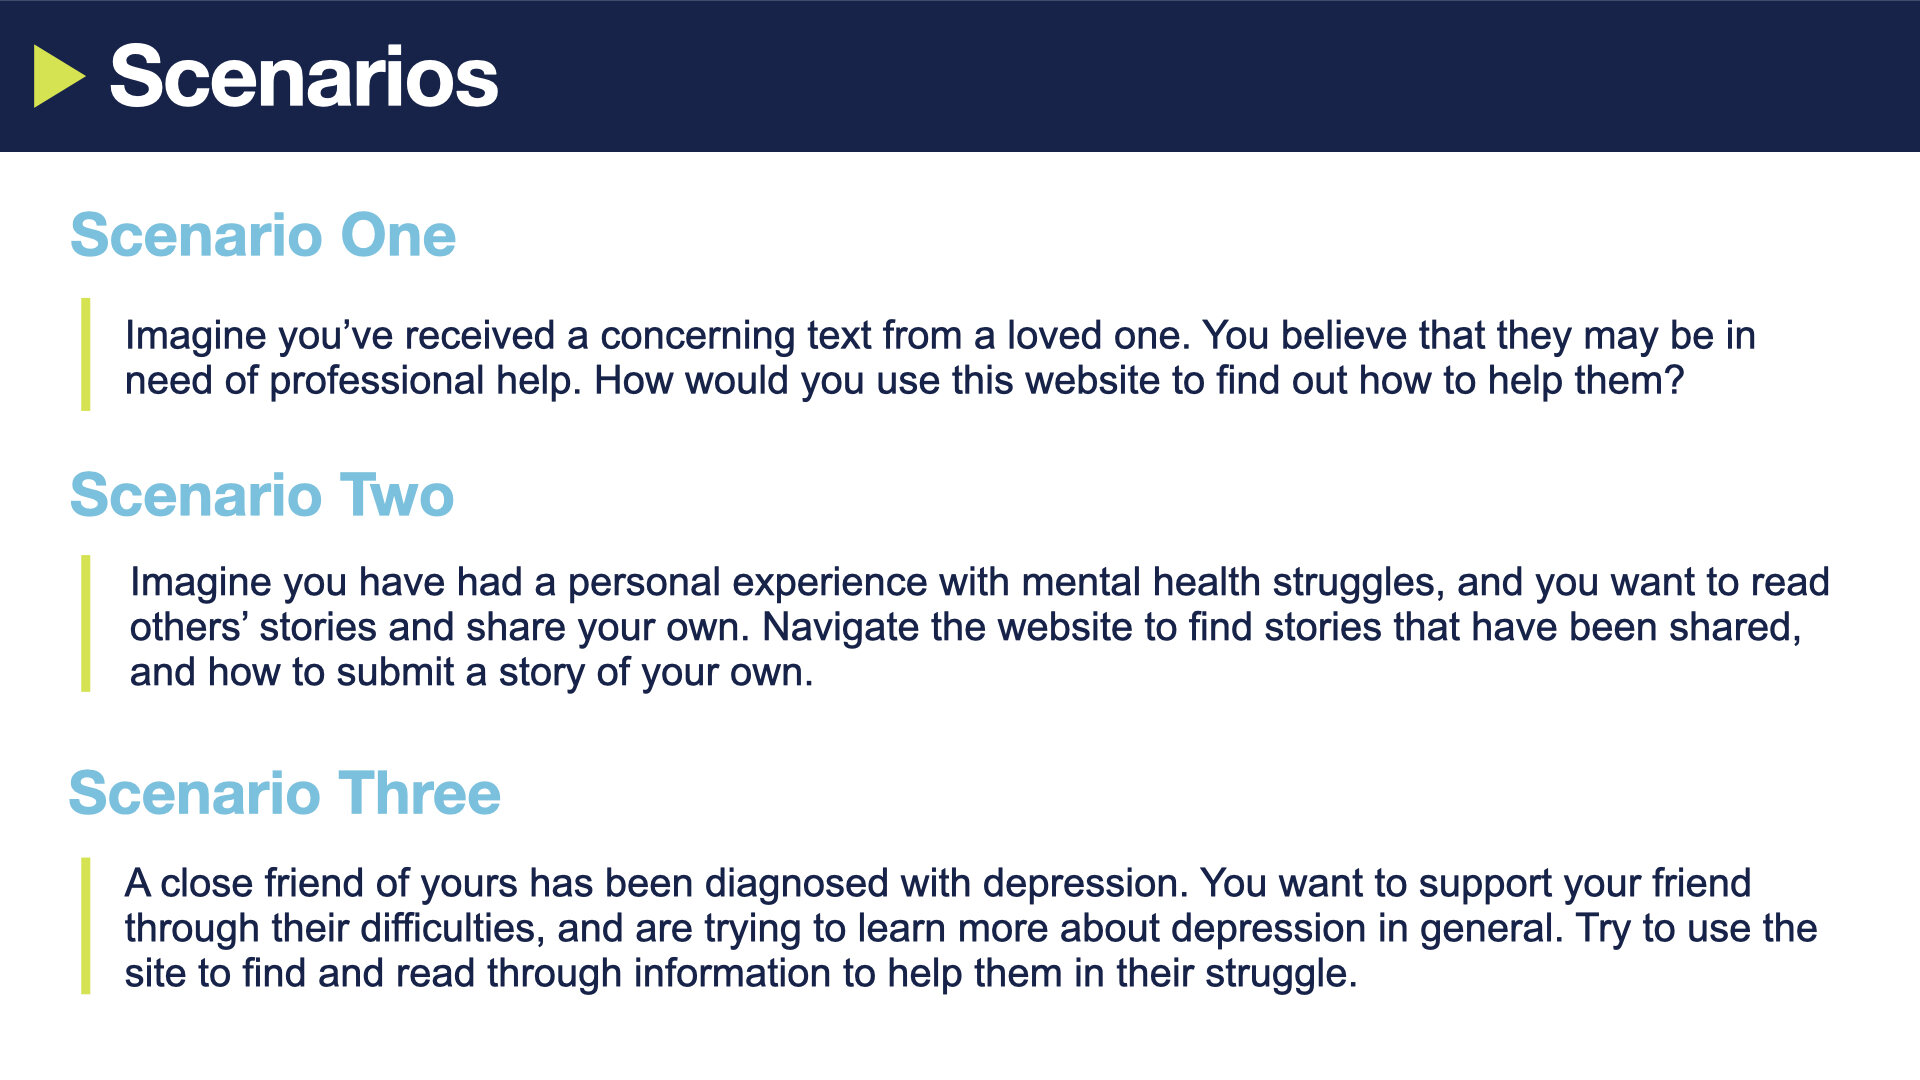 Scenarios
Scenario One
Imagine you’ve received a concerning text from a loved one. You believe that they may be in
need of professional help. How would you use this website to find out how to help them?
Scenario Two
Imagine you have had a personal experience with mental health struggles, and you want to read
others’ stories and share your own. Navigate the website to find stories that have been shared,
and how to submit a story of your own.
Scenario Three
A close friend of yours has been diagnosed with depression. You want to support your friend
through their difficulties, and are trying to learn more about depression in general. Try to use the
site to find and read through information to help them in their struggle.